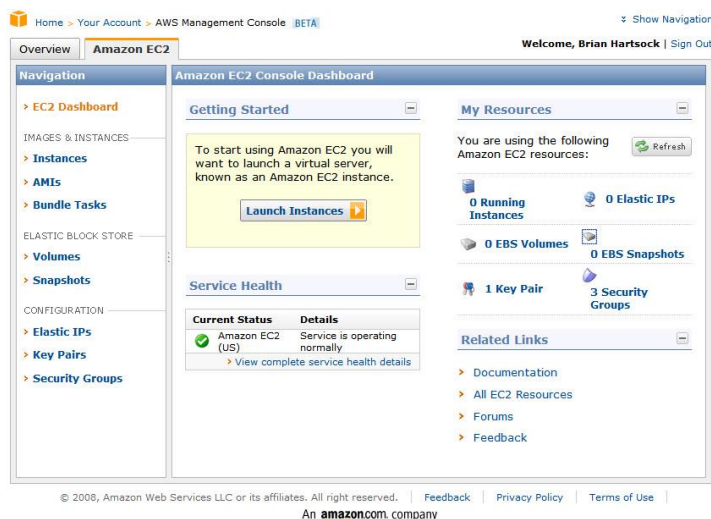 Home > Your Account > AWS Management Console BETA
Show Navigation
Overview
Amazon EC2
Welcome, Brian Hartsock | Sign Out
Navigation
> EC2 Dashboard
IMAGES & INSTANCES
> Instances
> AMIs
> Bundle Tasks
ELASTIC BLOCK STORE
> Volumes
> Snapshots
CONFIGURATION
> Elastic IPs
> Key Pairs
> Security Groups
Amazon EC2 Console Dashboard
Getting Started
To start using Amazon EC2 you will
want to launch a virtual server,
known as an Amazon EC2 instance.
Launch Instances
Service Health
Current Status Details
Amazon EC2 (US)
Service is operating normally
> View complete service health details
My Resources
You are using the following
Amazon EC2 resources:
Refresh
0 Running
Instances
0 Elastic IPs
0 EBS Volumes
0 EBS Snapshots
1 Key Pair
3 Security
Groups
Related Links
> Documentation
> All EC2 Resources
> Forums
> Feedback
© 2008, Amazon Web Services LLC or its affiliates. All right reserved. | Feedback | Privacy Policy | Terms of Use |
An amazon.com. company